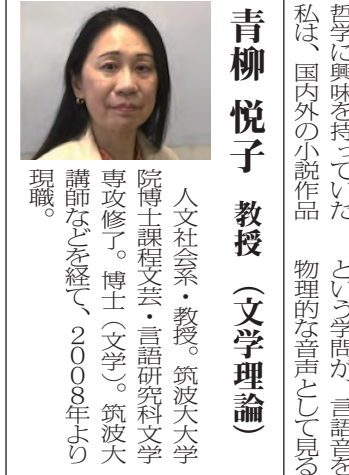 哲学に興味を持っていた
私は、国内外の小説作品
という学問が、言語音を
物理的な音声として見る
青柳 悦子 教授 （文学理論）
人文社会系・教授。筑波大大学
院博士課程文芸・言語研究科文学
専攻修了。博士（文学）。筑波大
講師などを経て、２００８年より
現職。